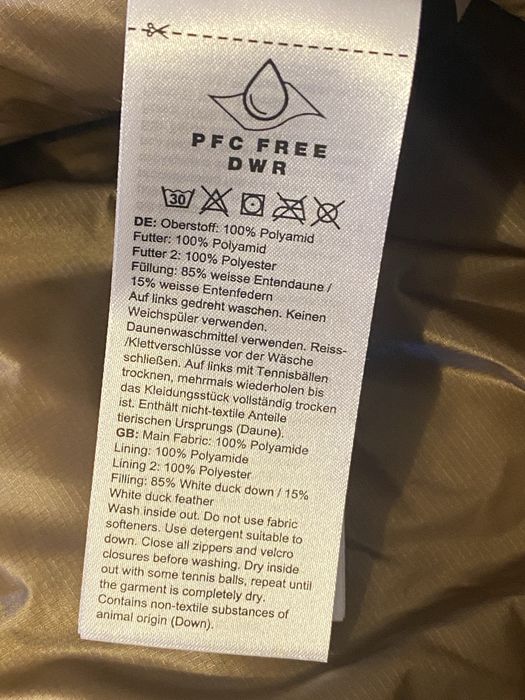 PFC FREE
DWR
30
DE: Oberstoff: 100% Polyamid
Futter: 100% Polyamid
Futter 2: 100% Polyester
Füllung: 85% weisse Entendaune /
15% weisse Entenfedern
Auf links gedreht waschen. Keinen
Weichspüler verwenden.
Daunenwaschmittel verwenden. Reiss-
/Klettverschlüsse vor der Wäsche
schließen. Auf links mit Tennisbällen
trocknen, mehrmals wiederholen bis
das Kleidungsstück vollständig trocken
ist. Enthält nicht-textile Anteile
tierischen Ursprungs (Daune).
GB: Main Fabric: 100% Polyamide
Lining: 100% Polyamide
Lining 2: 100% Polyester
Filling: 85% White duck down / 15%
White duck feather
Wash inside out. Do not use fabric
softeners. Use detergent suitable to
down. Close all zippers and velcro
closures before washing. Dry inside
out with some tennis balls, repeat until
the garment is completely dry.
Contains non-textile substances of
animal origin (Down).